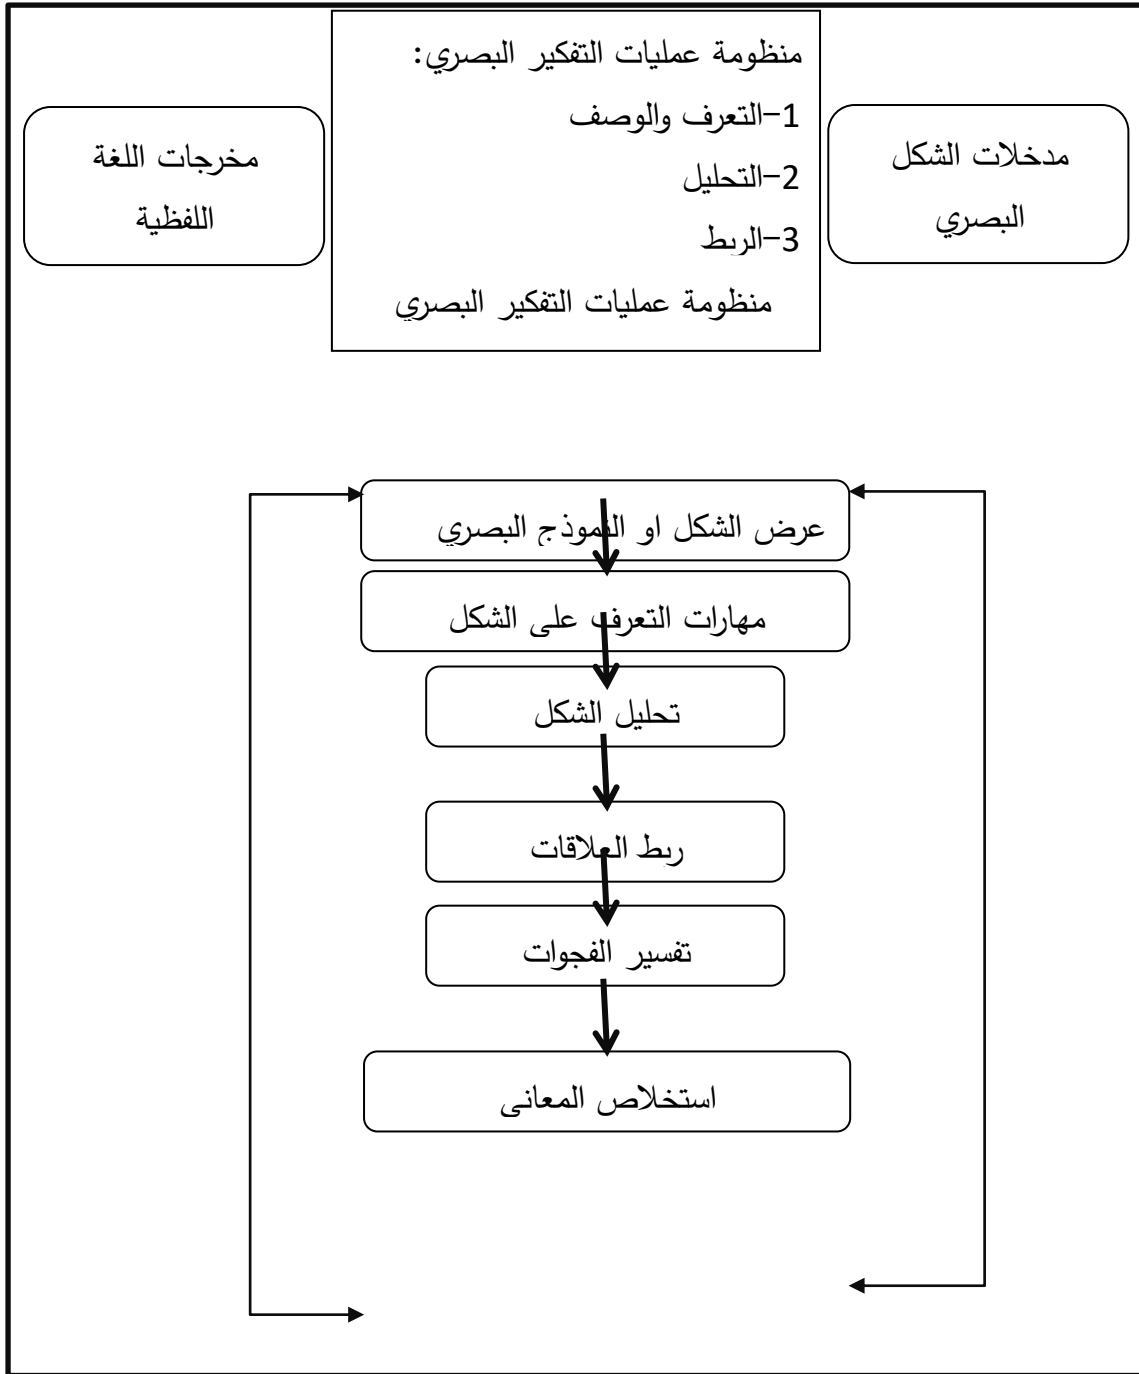 منظومة عمليات التفكير البصري:
1-التعرف والوصف
2-التحليل
3-الربط
منظومة عمليات التفكير البصري
مدخلات الشكل
البصري
مخرجات اللغة
اللفظية
عرض الشكل او النموذج البصري
مهارات التعرف على الشكل
تحليل الشكل
ربط العلاقات
تفسير الفجوات
استخلاص المعانى